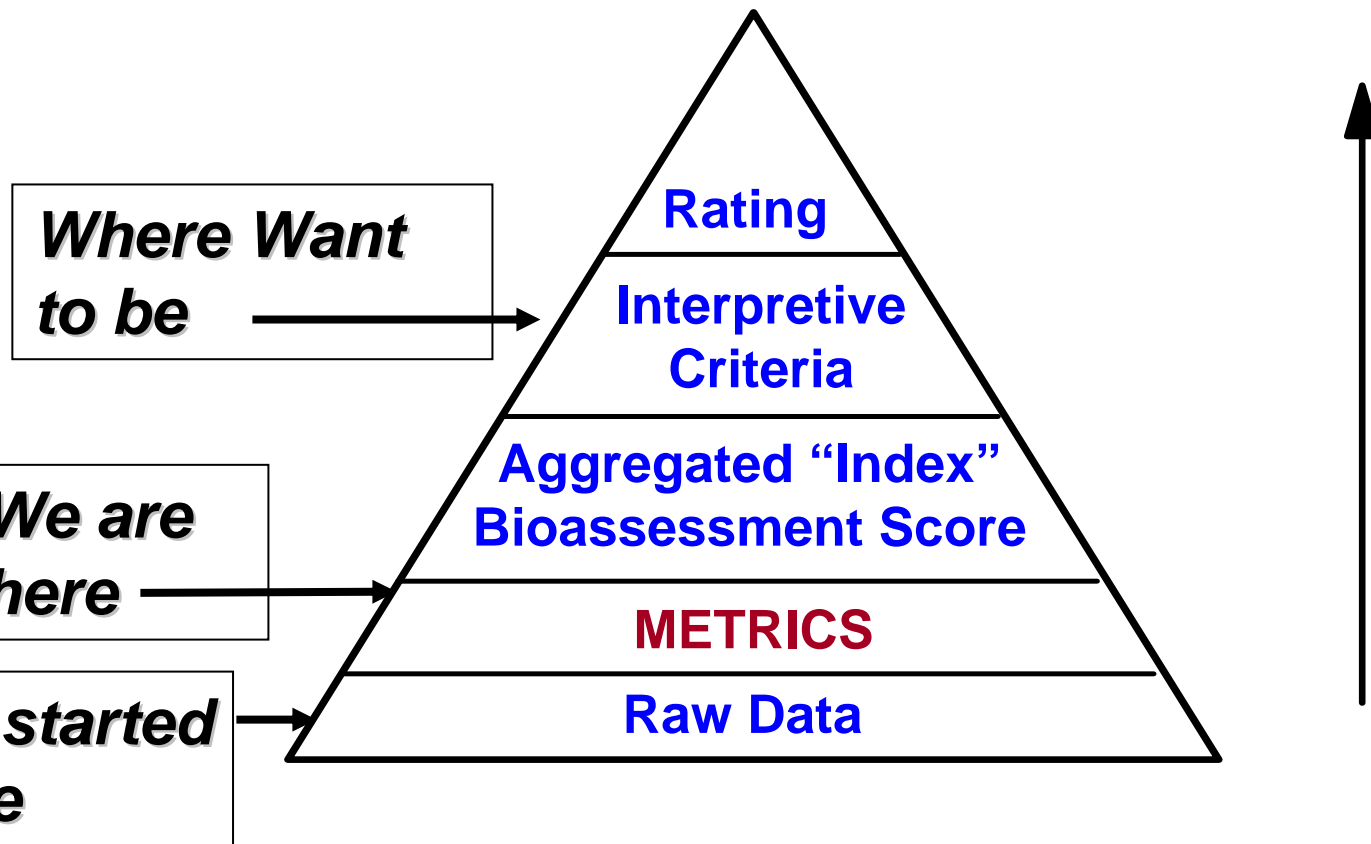 Rating
Where Want
to be
Interpretive
Criteria
Aggregated “Index”
Bioassessment Score
We are
here
METRICS
started
Raw Data